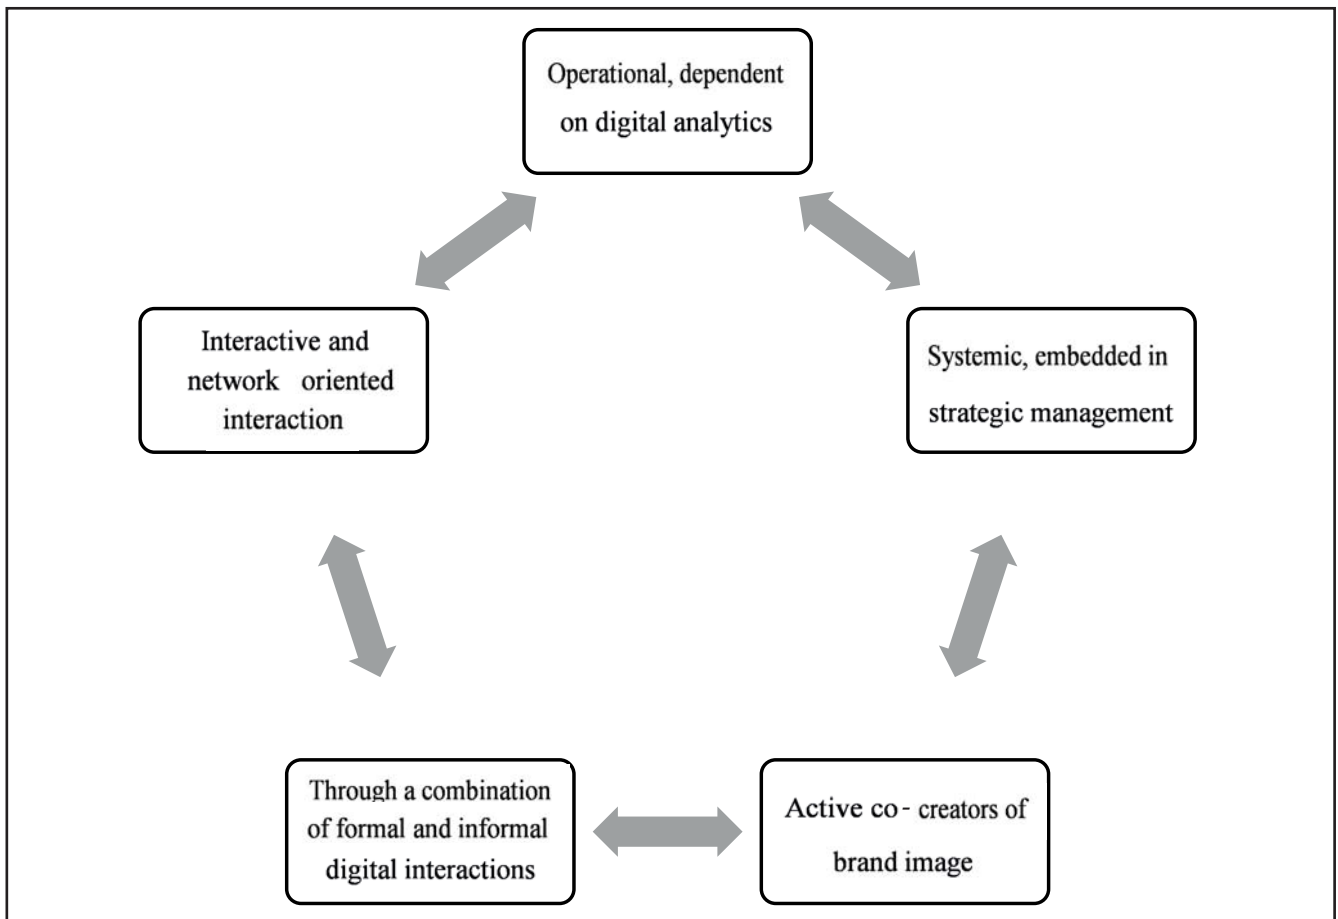 Operational, dependent
on digital analytics
Interactive and
network oriented
interaction
Systemic, embedded in
strategic management
Through a combination
of formal and informal
digital interactions
Active co - creators of
brand image